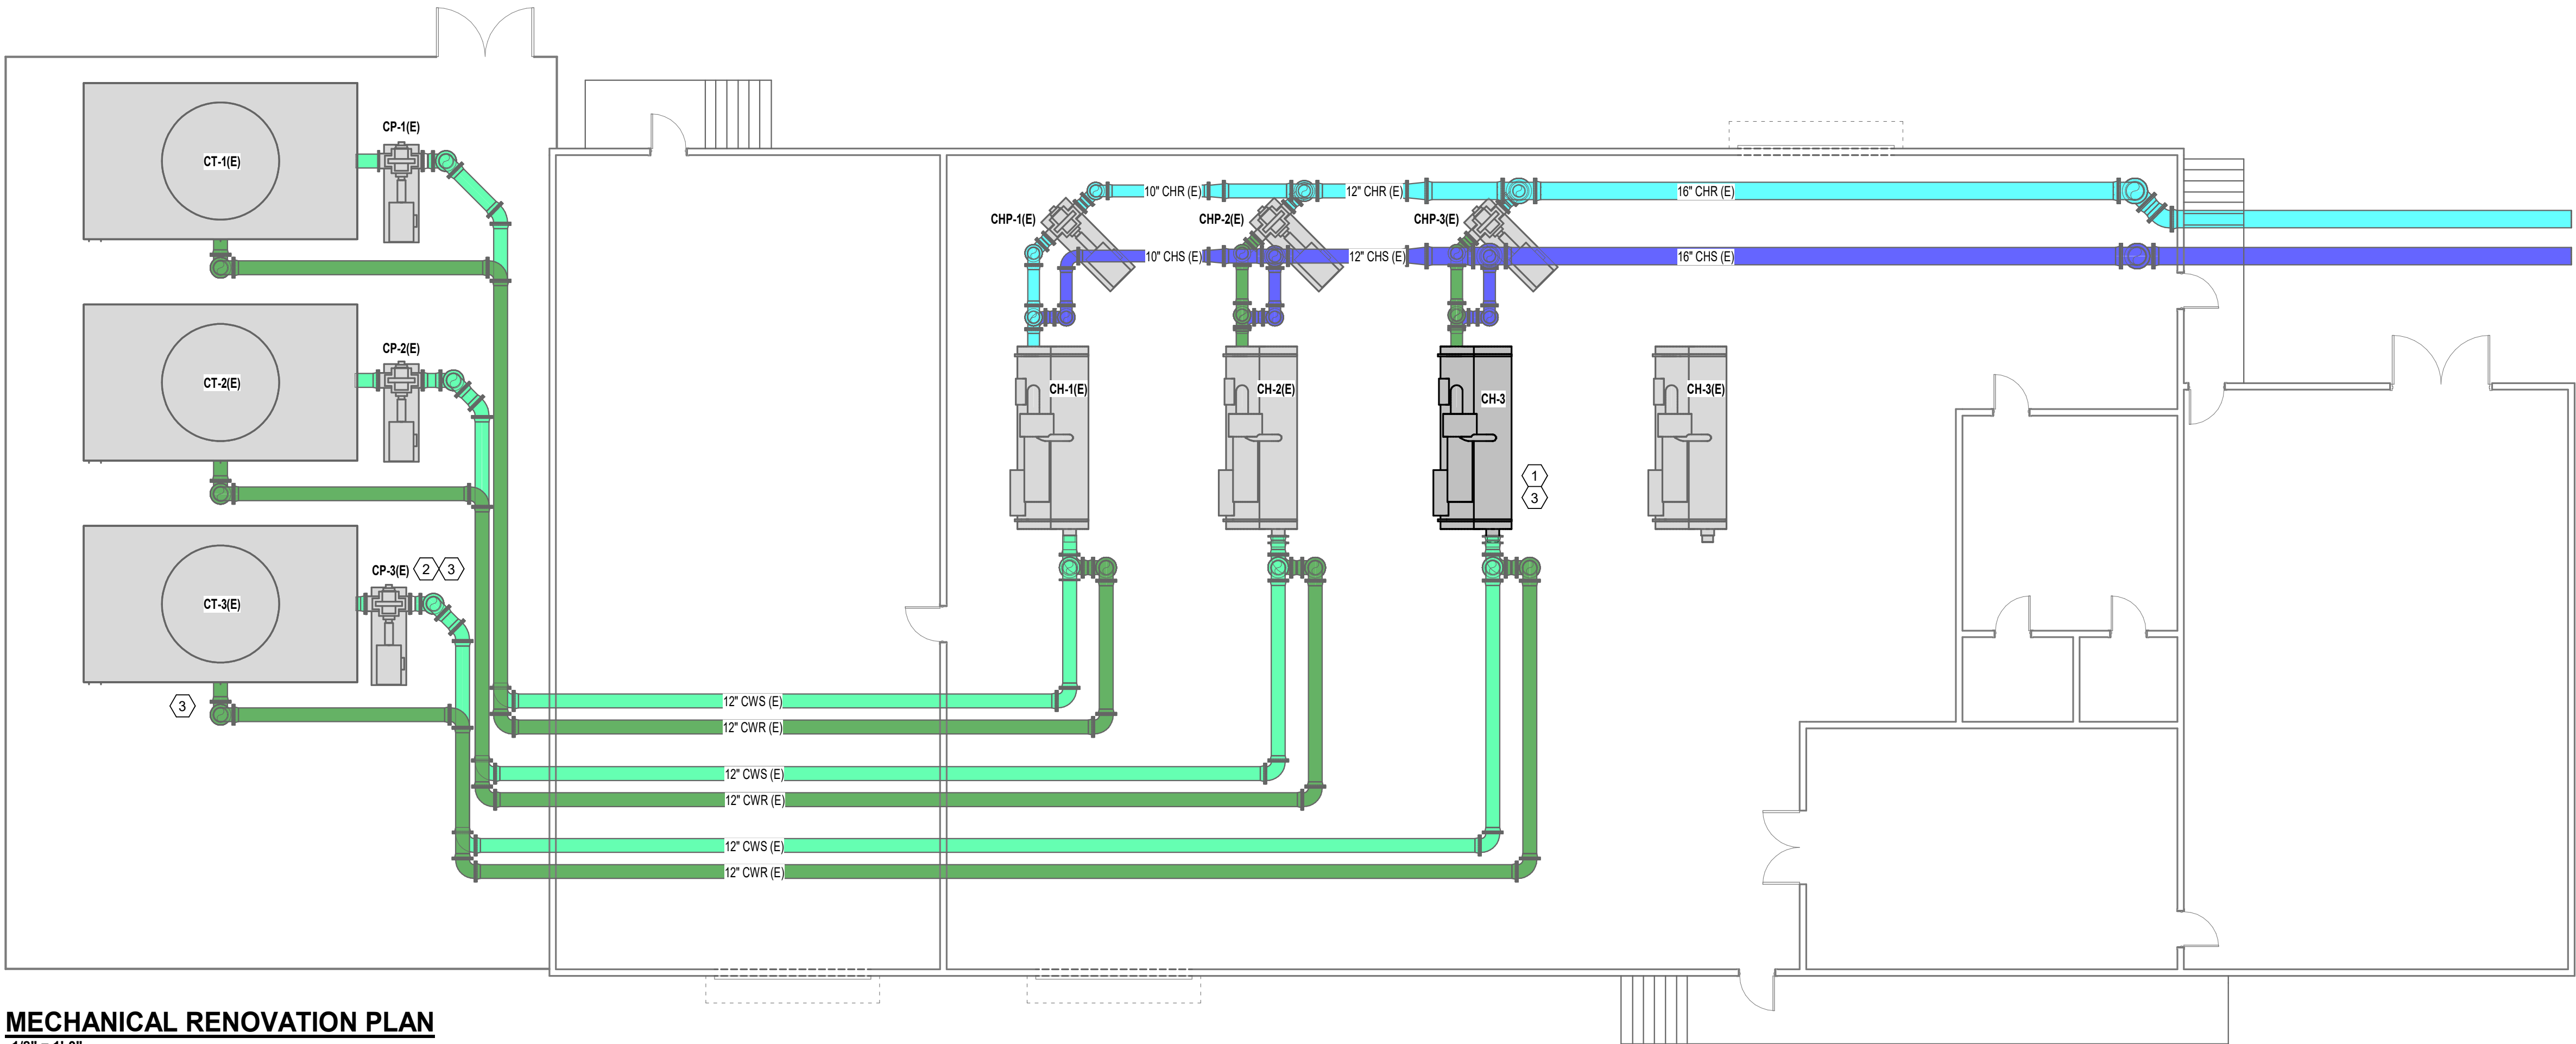 CP-1(E)
CT-1(E)
10" CHR (E)
12" CHR (E)
16" CHR (E)
CHP-1(E)
CHP-2(E)
CHP-3(E)
10" CHS (E)
12" CHS (E)
16" CHS (E)
CP-2(E)
CT-2(E)
CH-1(E)
CH-2(E)
CH-3
CH-3(E)
1
3
CP-3(E)
2
3
CT-3(E)
3
12" CWS (E)
12" CWR (E)
12" CWS (E)
12" CWR (E)
12" CWS (E)
12" CWR (E)
MECHANICAL RENOVATION PLAN